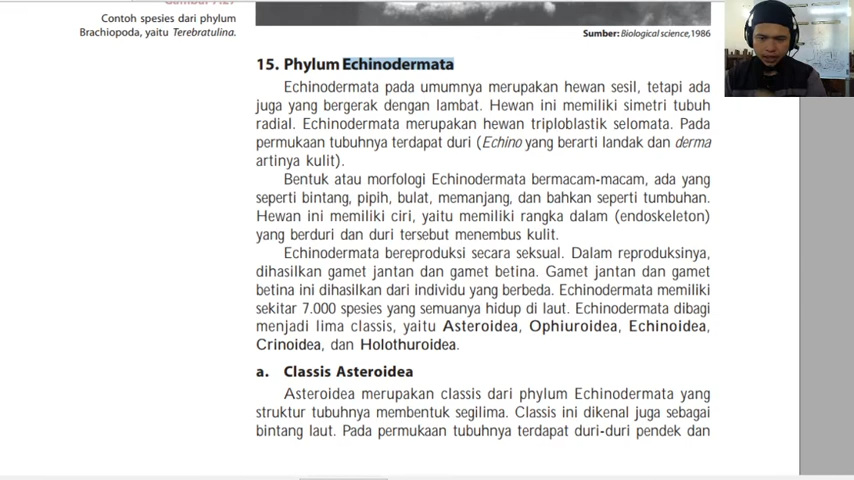 Contoh spesies dari phylum
Brachiopoda, yaitu Terebratulina.
Sumber: Biological science, 1986
15. Phylum Echinodermata
Echinodermata pada umumnya merupakan hewan sesil, tetapi ada
juga yang bergerak dengan lambat. Hewan ini memiliki simetri tubuh
radial. Echinodermata merupakan hewan triploblastik selomata. Pada
permukaan tubuhnya terdapat duri (Echino yang berarti landak dan derma
artinya kulit).
Bentuk atau morfologi Echinodermata bermacam-macam, ada yang
seperti bintang, pipih, bulat, memanjang, dan bahkan seperti tumbuhan.
Hewan ini memiliki ciri, yaitu memiliki rangka dalam (endoskeleton)
yang berduri dan duri tersebut menembus kulit.
Echinodermata bereproduksi secara seksual. Dalam reproduksinya,
dihasilkan gamet jantan dan gamet betina. Gamet jantan dan gamet
betina ini dihasilkan dari individu yang berbeda. Echinodermata memiliki
sekitar 7.000 spesies yang semuanya hidup di laut. Echinodermata dibagi
menjadi lima classis, yaitu Asteroidea, Ophiuroidea, Echinoidea,
Crinoidea, dan Holothuroidea.
a. Classis Asteroidea
Asteroidea merupakan classis dari phylum Echinodermata yang
struktur tubuhnya membentuk segilima. Classis ini dikenal juga sebagai
bintang laut. Pada permukaan tubuhnya terdapat duri-duri pendek dan